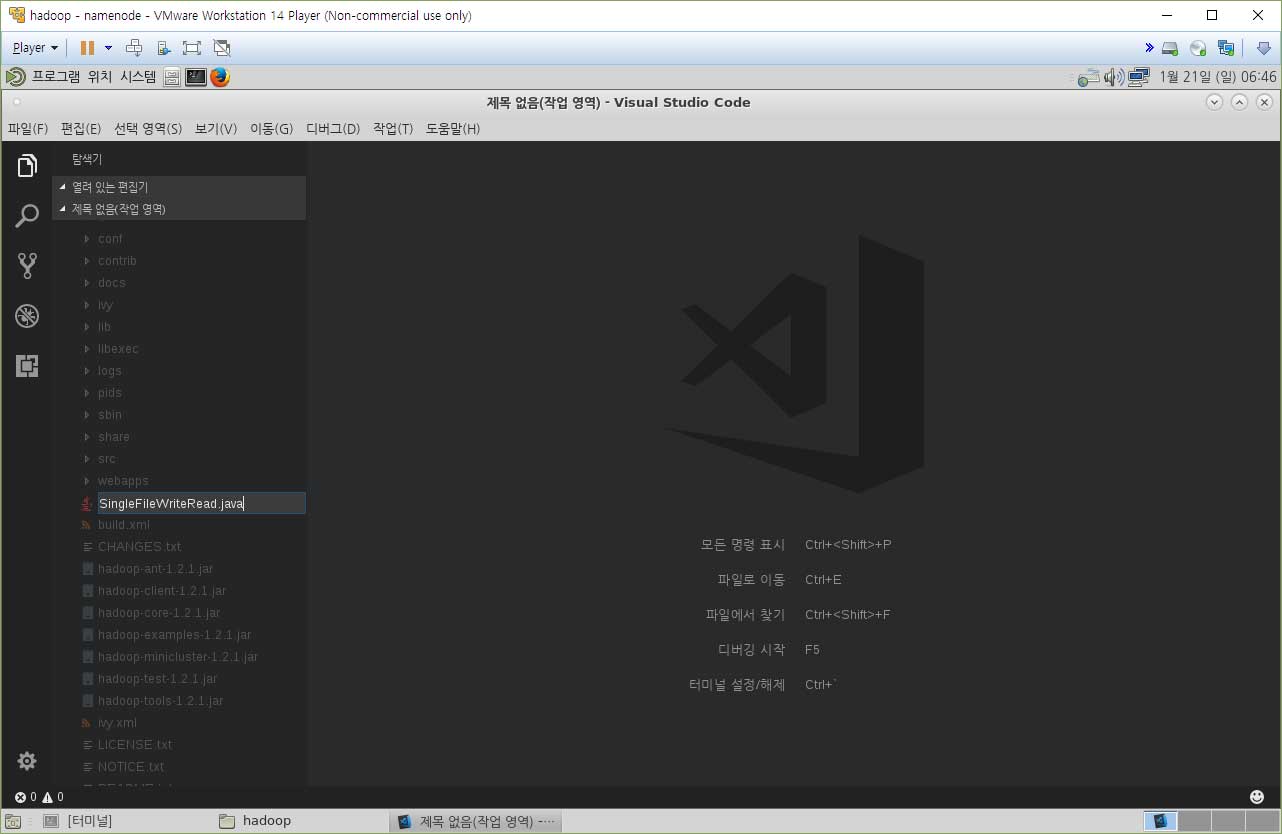 hadoop - namenode - VMware Workstation 14 Player (Non-commercial use only)
Player
프로그램 위치 시스템
1월 21일 (일) 06:46
제목 없음(작업 영역) - Visual Studio Code
파일(F) 편집(E) 선택 영역(S) 보기(V) 이동(G) 디버그(D) 작업(T) 도움말(H)
탐색기
열려 있는 편집기
제목 없음(작업 영역)
conf
contrib
docs
ivy
lib
libexec
logs
pids
sbin
share
src
webapps
SingleFileWriteRead.java
build.xml
CHANGES.txt
hadoop-ant-1.2.1.jar
hadoop-client-1.2.1.jar
hadoop-core-1.2.1.jar
hadoop-examples-1.2.1.jar
hadoop-minicluster-1.2.1.jar
hadoop-test-1.2.1.jar
hadoop-tools-1.2.1.jar
ivy.xml
LICENSE.txt
NOTICE.txt
모든 명령 표시 Ctrl+<Shift>+P
파일로 이동 Ctrl+E
파일에서 찾기 Ctrl+<Shift>+F
디버깅 시작 F5
터미널 설정/해제 Ctrl+`
0 0
[터미널]
hadoop
제목 없음(작업 영역) -…